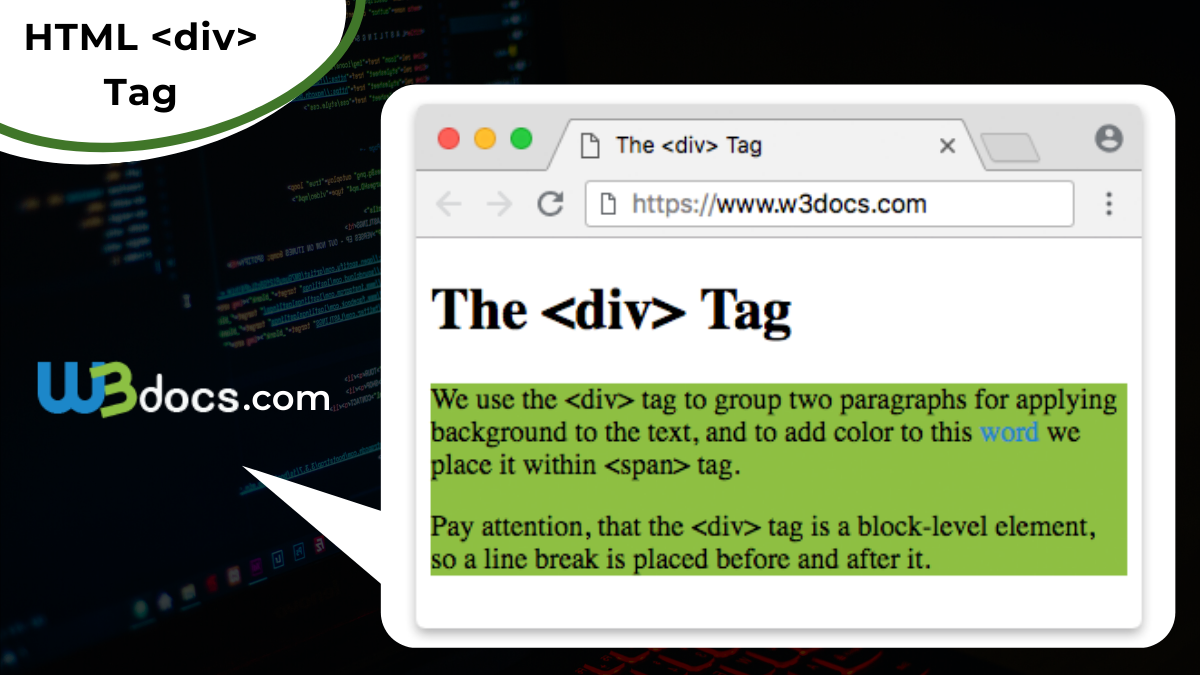 HTML <div>
Tag
The <div> Tag
https://www.w3docs.com
The <div> Tag
We use the <div> tag to group two paragraphs for applying
background to the text, and to add color to this word we
place it within <span> tag.
Pay attention, that the <div> tag is a block-level element,
so a line break is placed before and after it.
W3docs.com